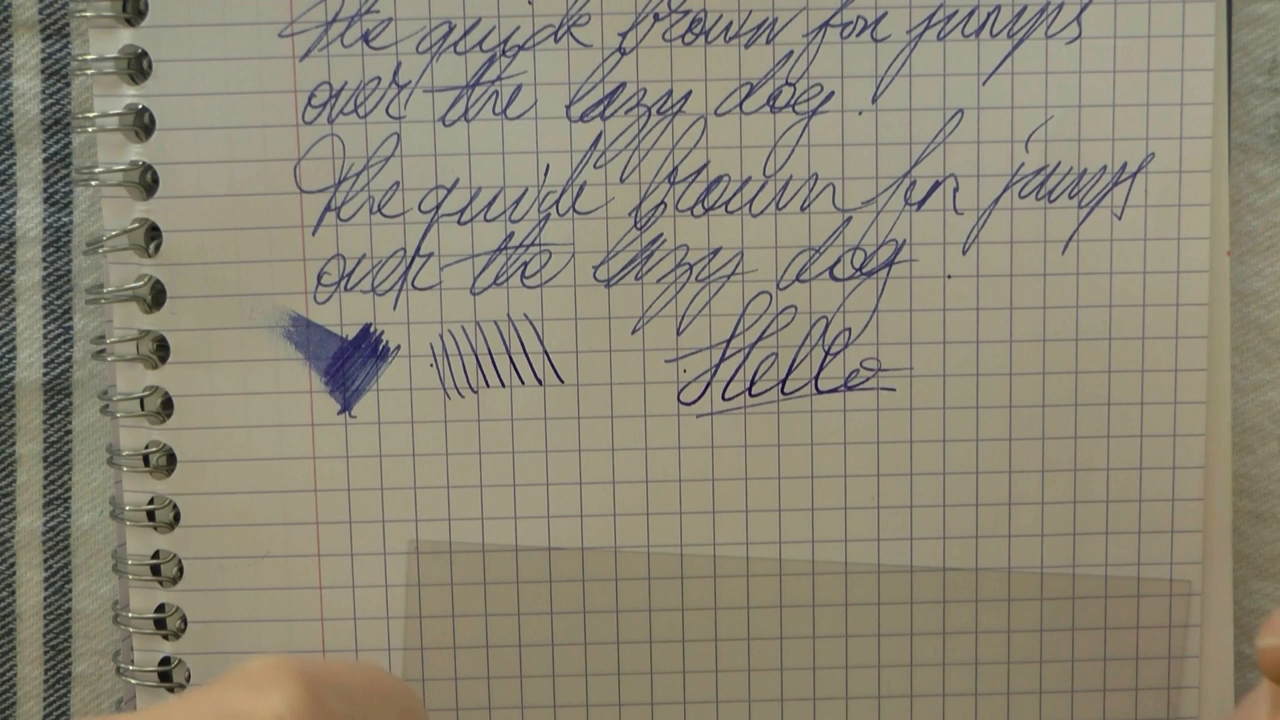 The quick brown fox jumps
over the lazy dog.
The quick brown fox jumps
over the lazy dog.
Hello